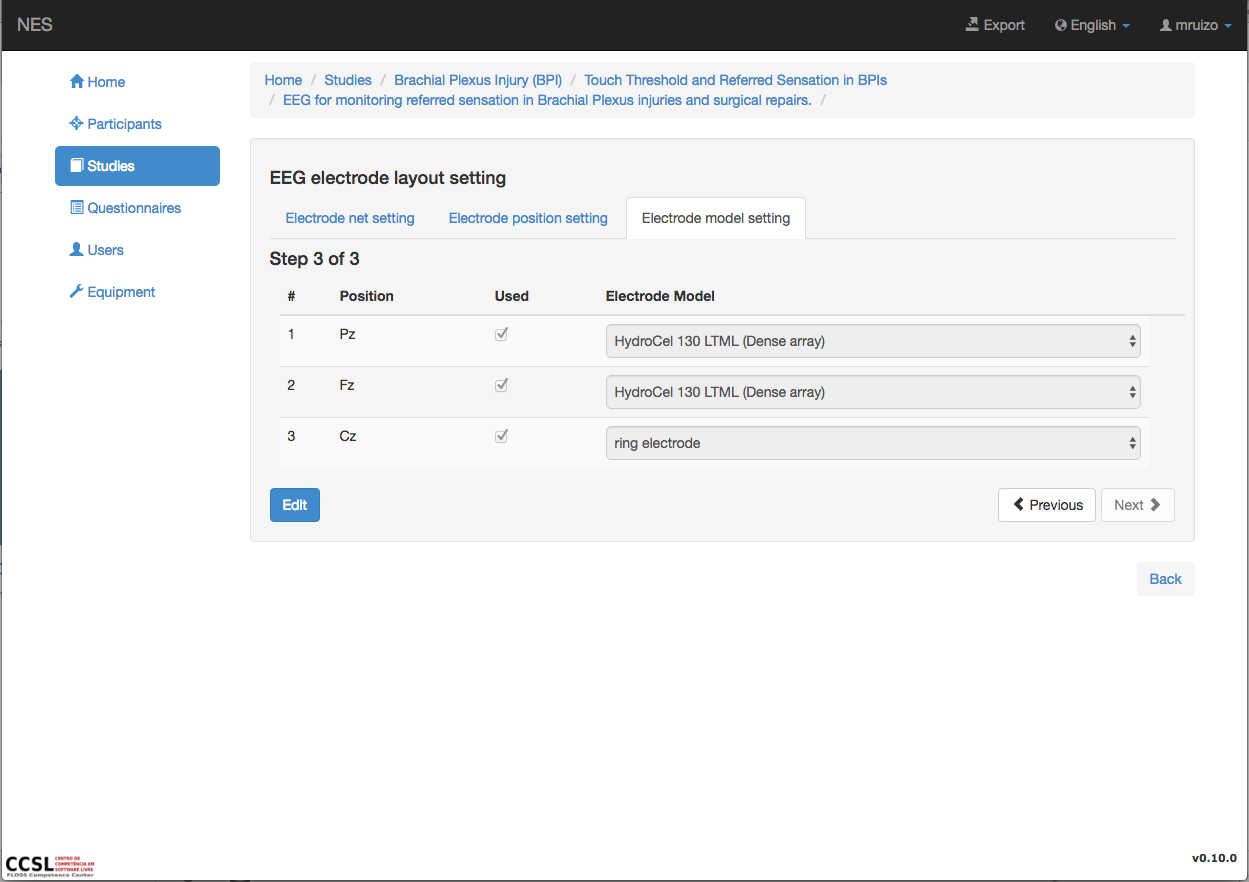 NES Export English mruizo
Home
Participants
Studies
Questionnaires
Users
Equipment
Home / Studies / Brachial Plexus Injury (BPI) / Touch Threshold and Referred Sensation in BPIs
/ EEG for monitoring referred sensation in Brachial Plexus injuries and surgical repairs. /
EEG electrode layout setting
Electrode net setting Electrode position setting Electrode model setting
Step 3 of 3
# Position Used Electrode Model
1 Pz HydroCel 130 LTML (Dense array)
2 Fz HydroCel 130 LTML (Dense array)
3 Cz ring electrode
Edit Previous Next
Back
CCSL
CENTRO DE
COMPETÊNCIA EM
SOFTWARE LIVRE
FLOSS Competence Center
v0.10.0